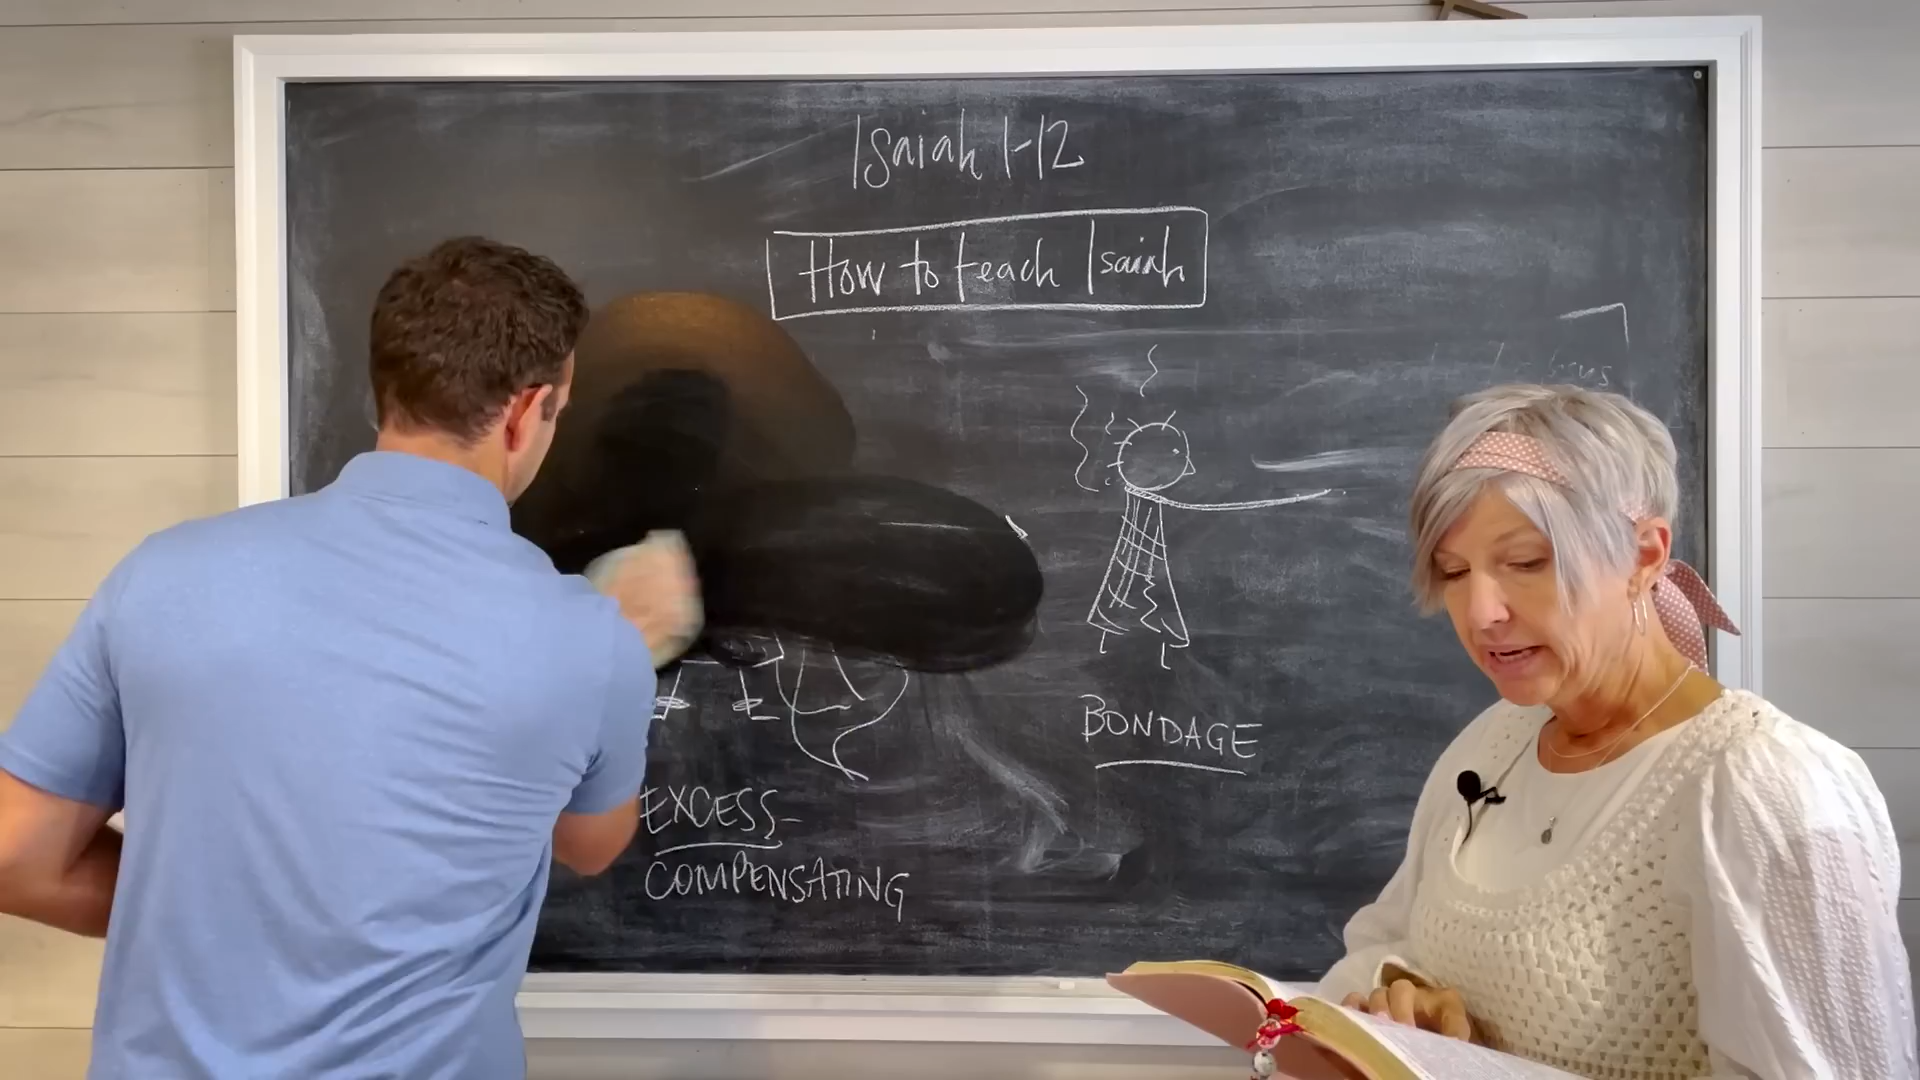 Isaiah 1-12
How to teach Isaiah
BONDAGE
EXCESS-
COMPENSATING